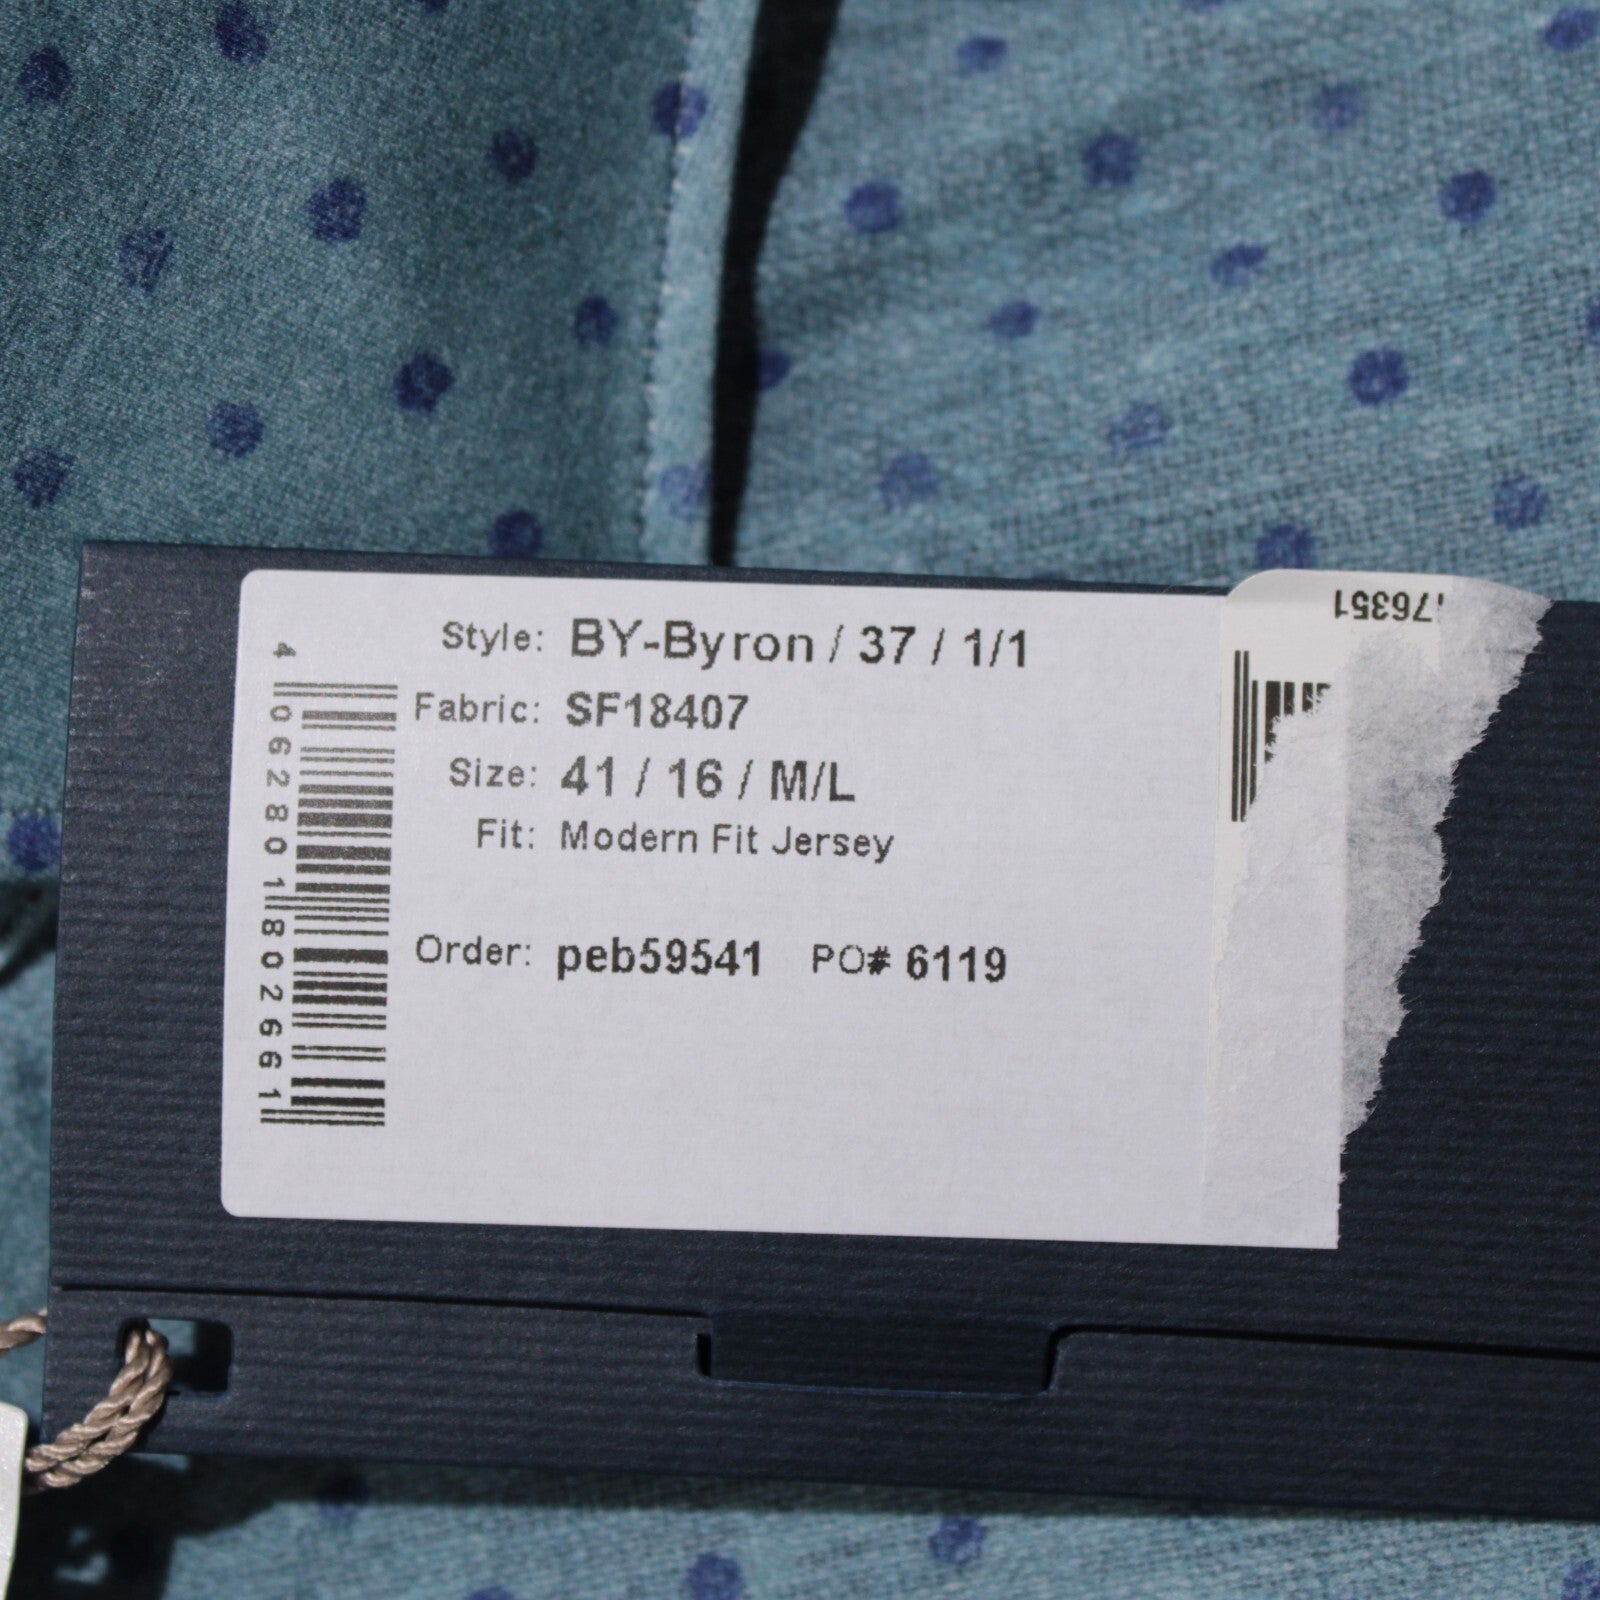 Style: BY-Byron / 37 / 1/1
Fabric: SF18407
Size: 41 / 16 / M/L
Fit: Modern Fit Jersey
Order: peb59541 PO# 6119
4 062801 802661
76351